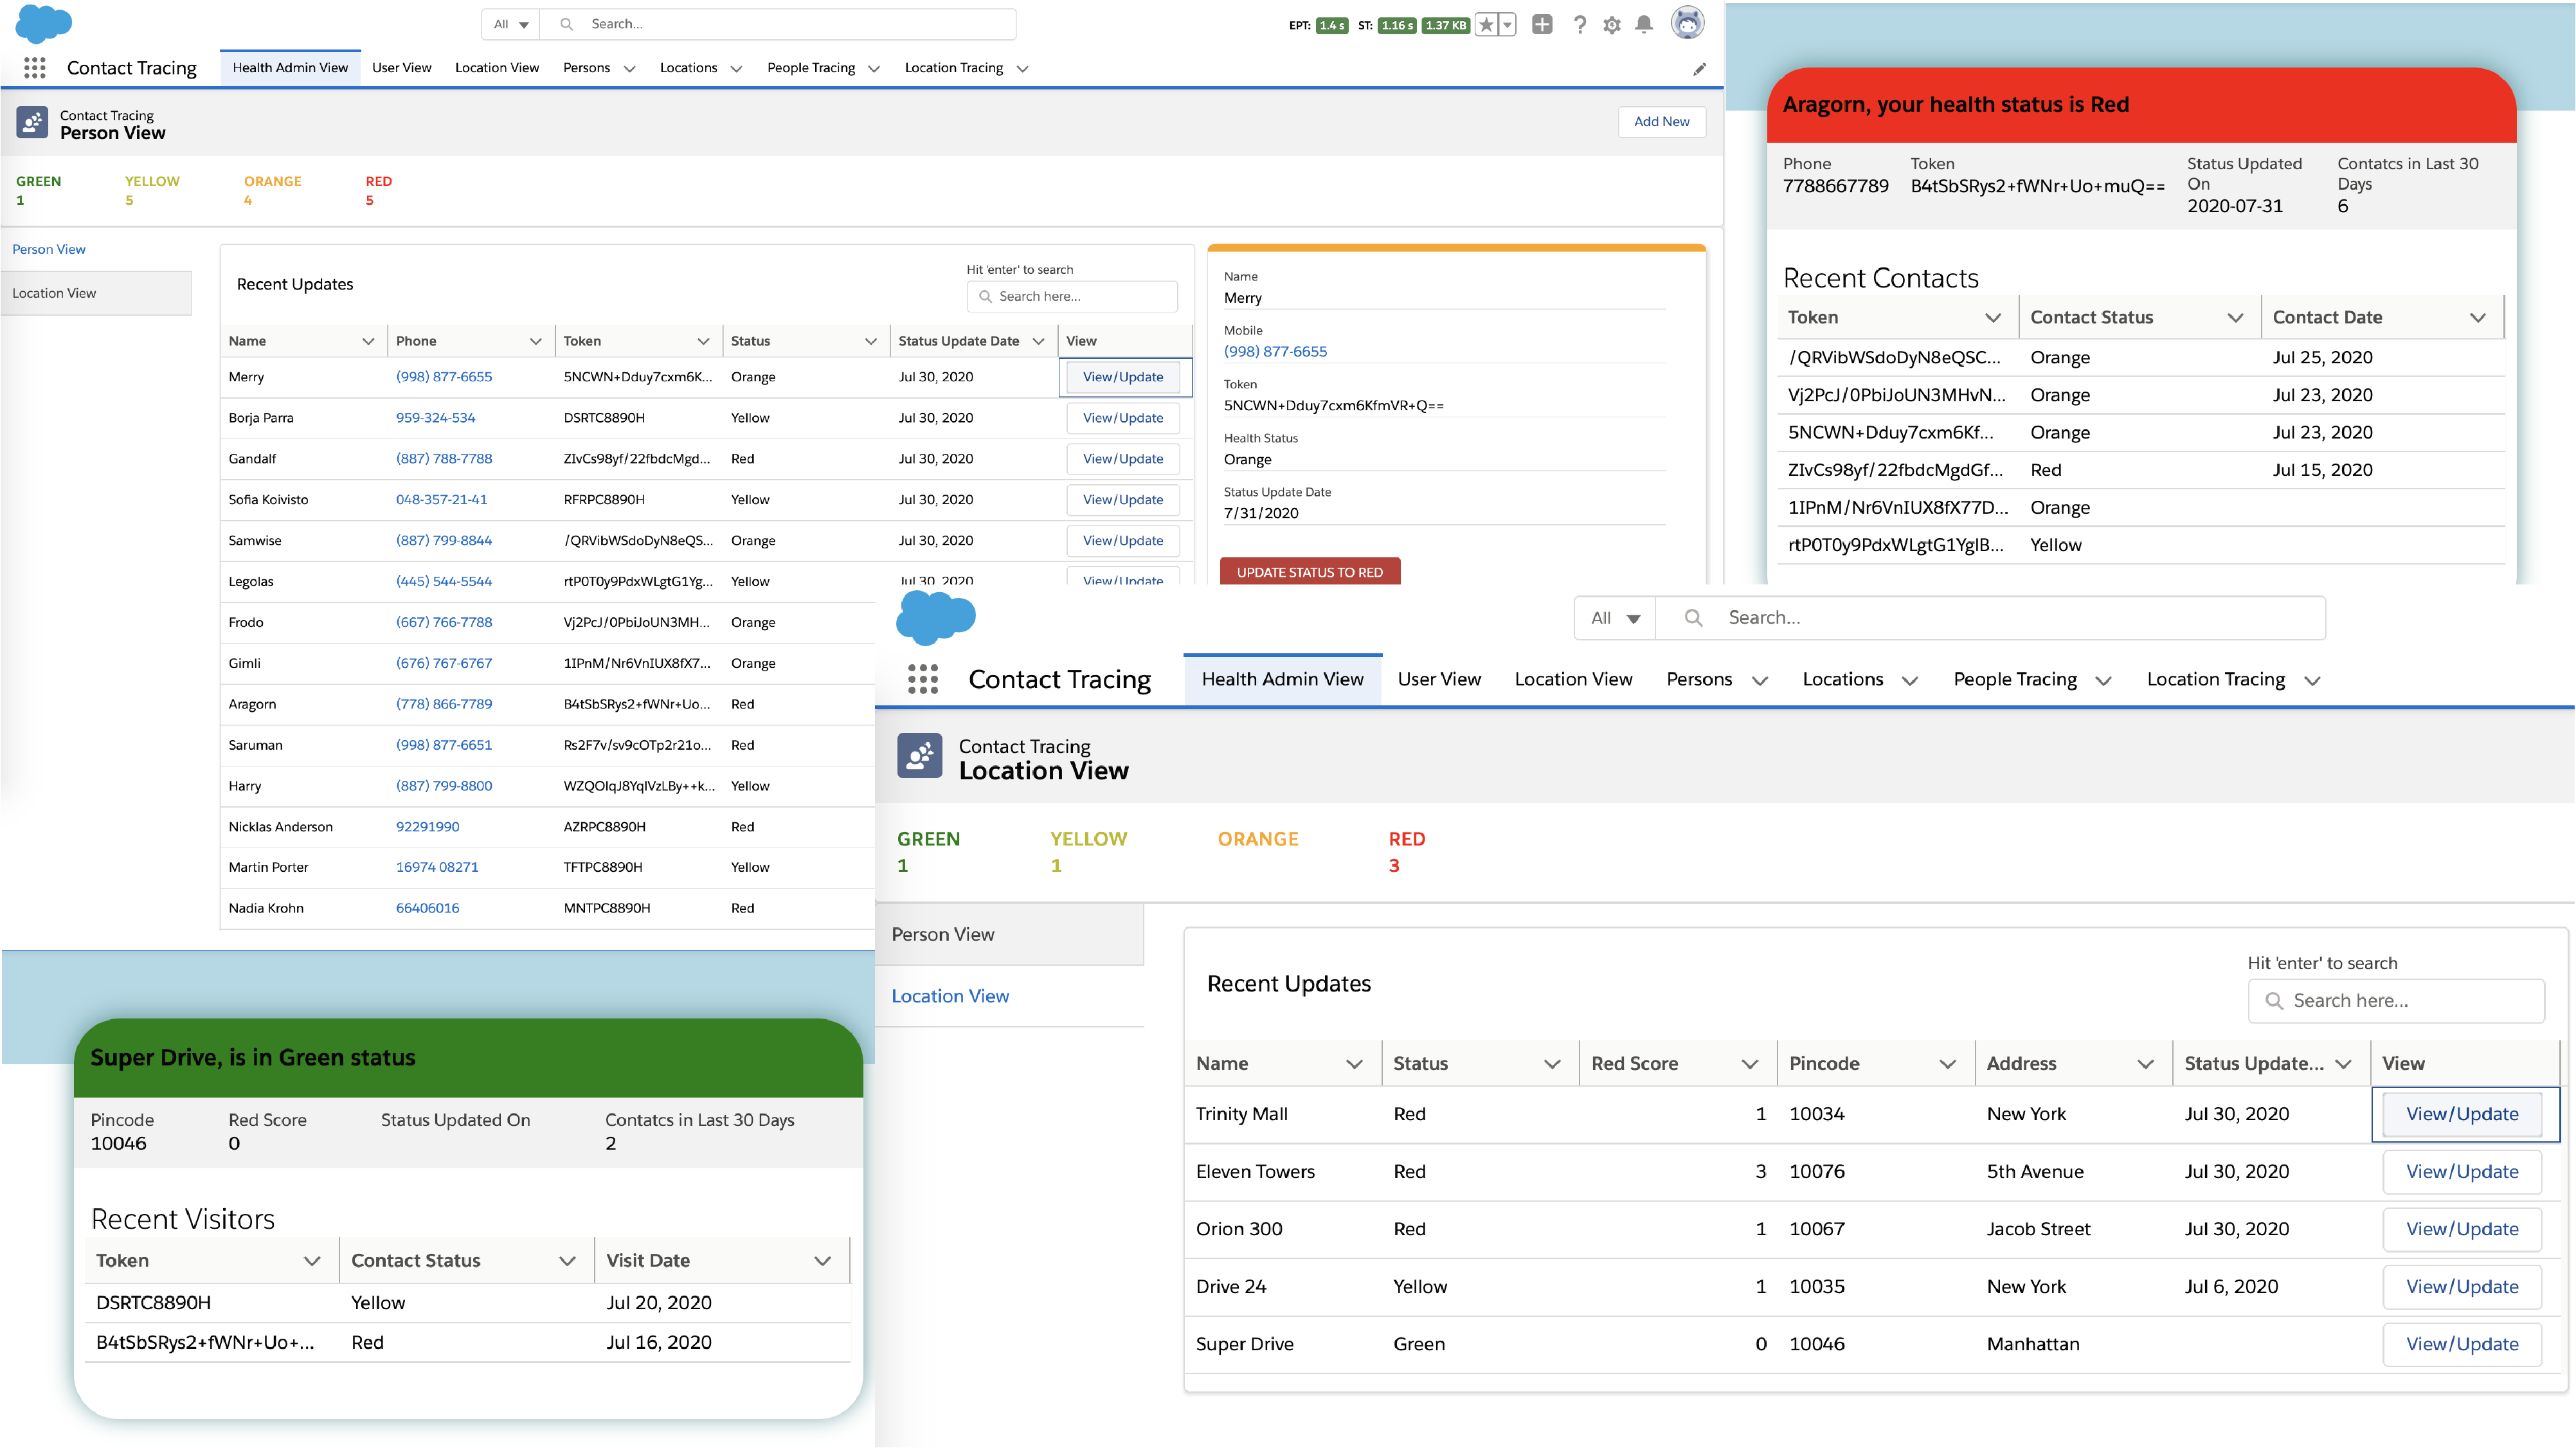 All Search...
EPT: 1.4 s ST: 1.16 s 1.37 KB
Contact Tracing Health Admin View User View Location View Persons Locations People Tracing Location Tracing
Contact Tracing
Person View
Add New
GREEN YELLOW ORANGE RED
1 5 4 5
Person View
Location View
Recent Updates
Hit 'enter' to search
Search here...
Name Phone Token Status Status Update Date View
Merry (998) 877-6655 5NCWN+Dduy7cxm6K... Orange Jul 30, 2020 View/Update
Borja Parra 959-324-534 DSRTC8890H Yellow Jul 30, 2020 View/Update
Gandalf (887) 788-7788 ZIvCs98yf/22fbdcMgd... Red Jul 30, 2020 View/Update
Sofia Koivisto 048-357-21-41 RFRPC8890H Yellow Jul 30, 2020 View/Update
Samwise (887) 799-8844 /QRVibWSdoDyN8eQS... Orange Jul 30, 2020 View/Update
Legolas (445) 544-5544 rtP0T0y9PdxWLgtG1Yg... Yellow Jul 30, 2020 View/Update
Frodo (667) 766-7788 Vj2PcJ/0PbiJoUN3MH... Orange
Gimli (676) 767-6767 1IPnM/Nr6VnIUX8fX7... Orange
Aragorn (778) 866-7789 B4tSbSRys2+fWNr+Uo... Red
Saruman (998) 877-6651 Rs2F7v/sv9cOTp2r21o... Red
Harry (887) 799-8800 WZQOIqJ8YqlVzLBy++k... Yellow
Nicklas Anderson 92291990 AZRPC8890H Red
Martin Porter 16974 08271 TFTPC8890H Yellow
Nadia Krohn 66406016 MNTPC8890H Red
Name
Merry
Mobile
(998) 877-6655
Token
5NCWN+Dduy7cxm6KfmVR+Q==
Health Status
Orange
Status Update Date
7/31/2020
UPDATE STATUS TO RED
Aragorn, your health status is Red
Phone Token Status Updated On Contatcs in Last 30 Days
7788667789 B4tSbSRys2+fWNr+Uo+muQ== 2020-07-31 6
Recent Contacts
Token Contact Status Contact Date
/QRVibWSdoDyN8eQSC... Orange Jul 25, 2020
Vj2PcJ/0PbiJoUN3MHvN... Orange Jul 23, 2020
5NCWN+Dduy7cxm6Kf... Orange Jul 23, 2020
ZIvCs98yf/22fbdcMgdGf... Red Jul 15, 2020
1IPnM/Nr6VnIUX8fX77D... Orange
rtP0T0y9PdxWLgtG1YglB... Yellow
All Search...
Contact Tracing Health Admin View User View Location View Persons Locations People Tracing Location Tracing
Contact Tracing
Location View
GREEN YELLOW ORANGE RED
1 1 3
Person View
Location View
Recent Updates
Hit 'enter' to search
Search here...
Name Status Red Score Pincode Address Status Update... View
Trinity Mall Red 1 10034 New York Jul 30, 2020 View/Update
Eleven Towers Red 3 10076 5th Avenue Jul 30, 2020 View/Update
Orion 300 Red 1 10067 Jacob Street Jul 30, 2020 View/Update
Drive 24 Yellow 1 10035 New York Jul 6, 2020 View/Update
Super Drive Green 0 10046 Manhattan View/Update
Super Drive, is in Green status
Pincode Red Score Status Updated On Contatcs in Last 30 Days
10046 0 2
Recent Visitors
Token Contact Status Visit Date
DSRTC8890H Yellow Jul 20, 2020
B4tSbSRys2+fWNr+Uo+... Red Jul 16, 2020